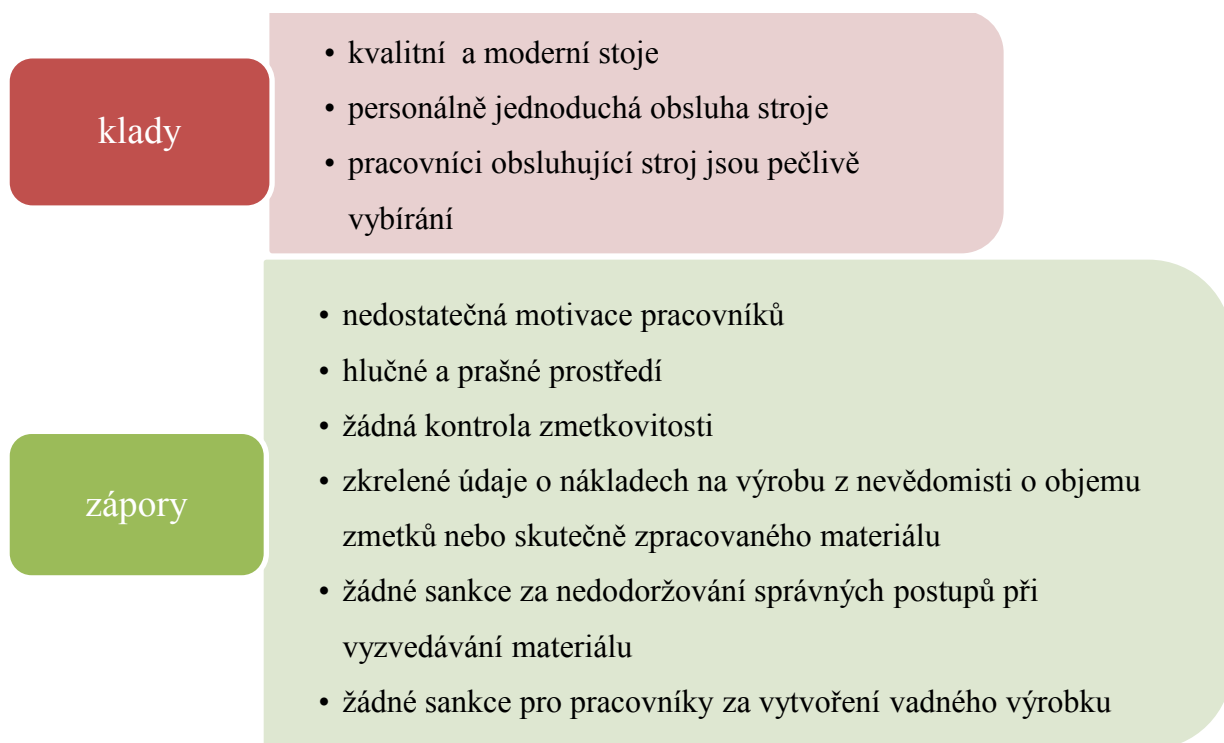 klady
• kvalitní  a moderní stoje
• personálně jednoduchá obsluha stroje
• pracovníci obsluhující stroj jsou pečlivě
vybírání
zápory
• nedostatečná motivace pracovníků
• hlučné a prašné prostředí
• žádná kontrola zmetkovitosti
• zkrelené údaje o nákladech na výrobu z nevědomisti o objemu
zmetků nebo skutečně zpracovaného materiálu
• žádné sankce za nedodoržování správných postupů při
vyzvedávání materiálu
• žádné sankce pro pracovníky za vytvoření vadného výrobku